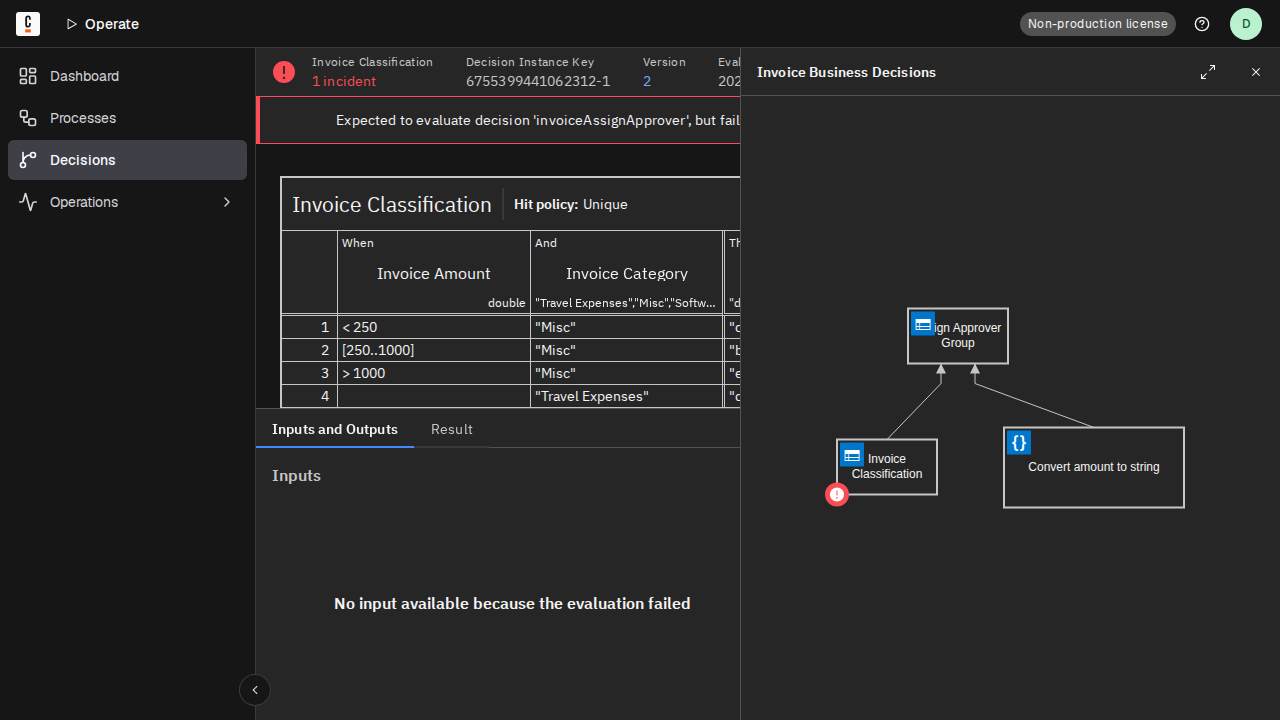 Operate
Non-production license
D
Dashboard
Processes
Decisions
Operations
Invoice Classification
1 incident
Decision Instance Key
6755399441062312-1
Version
2
Eval
202
Expected to evaluate decision 'invoiceAssignApprover', but fail
Invoice Classification
Hit policy: Unique
When
Invoice Amount
double
And
Invoice Category
"Travel Expenses","Misc","Softw...
Th
"d
1 < 250 "Misc"
2 [250..1000] "Misc" "b
3 > 1000 "Misc" "e
4 "Travel Expenses"
Inputs and Outputs
Result
Inputs
No input available because the evaluation failed
Invoice Business Decisions
ign Approver
Group
Invoice
Classification
{}
Convert amount to string